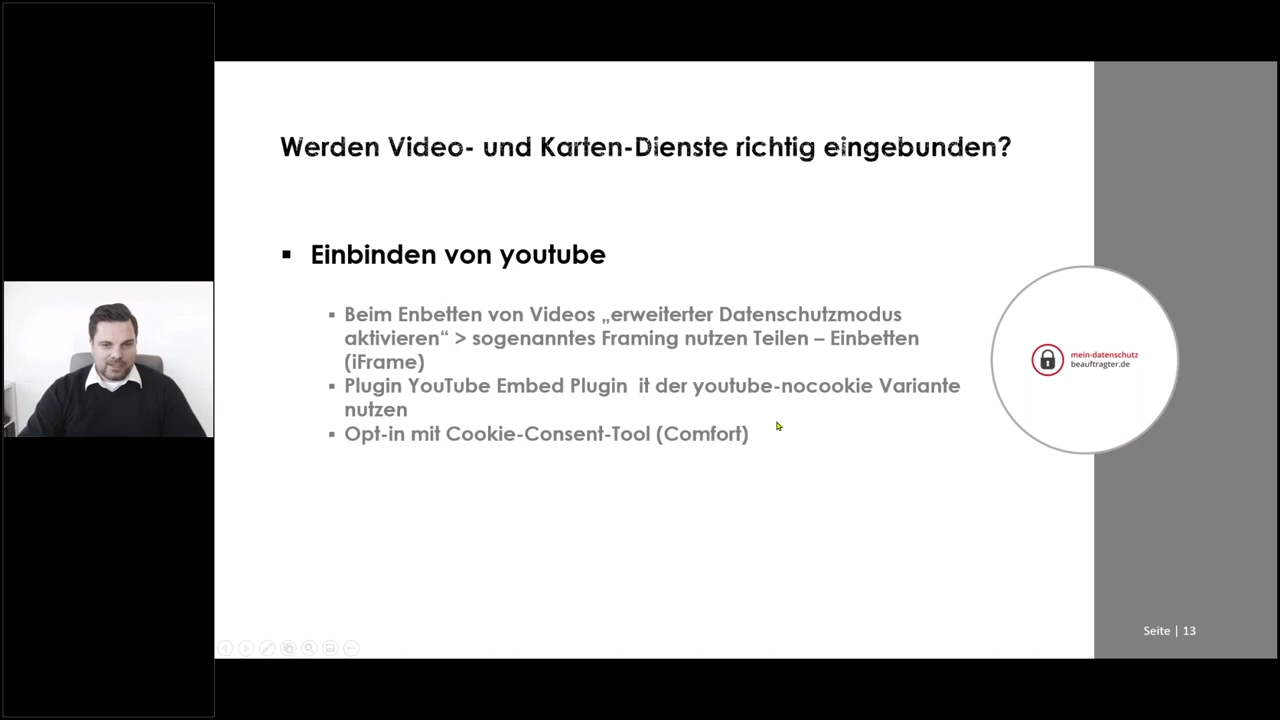 Werden Video- und Karten-Dienste richtig eingebunden?
▪ Einbinden von youtube
▪ Beim Enbetten von Videos „erweiterter Datenschutzmodus
aktivieren“ > sogenanntes Framing nutzen Teilen – Einbetten
(iFrame)
▪ Plugin YouTube Embed Plugin it der youtube-nocookie Variante
nutzen
▪ Opt-in mit Cookie-Consent-Tool (Comfort)
mein-datenschutz
beauftragter.de
Seite | 13